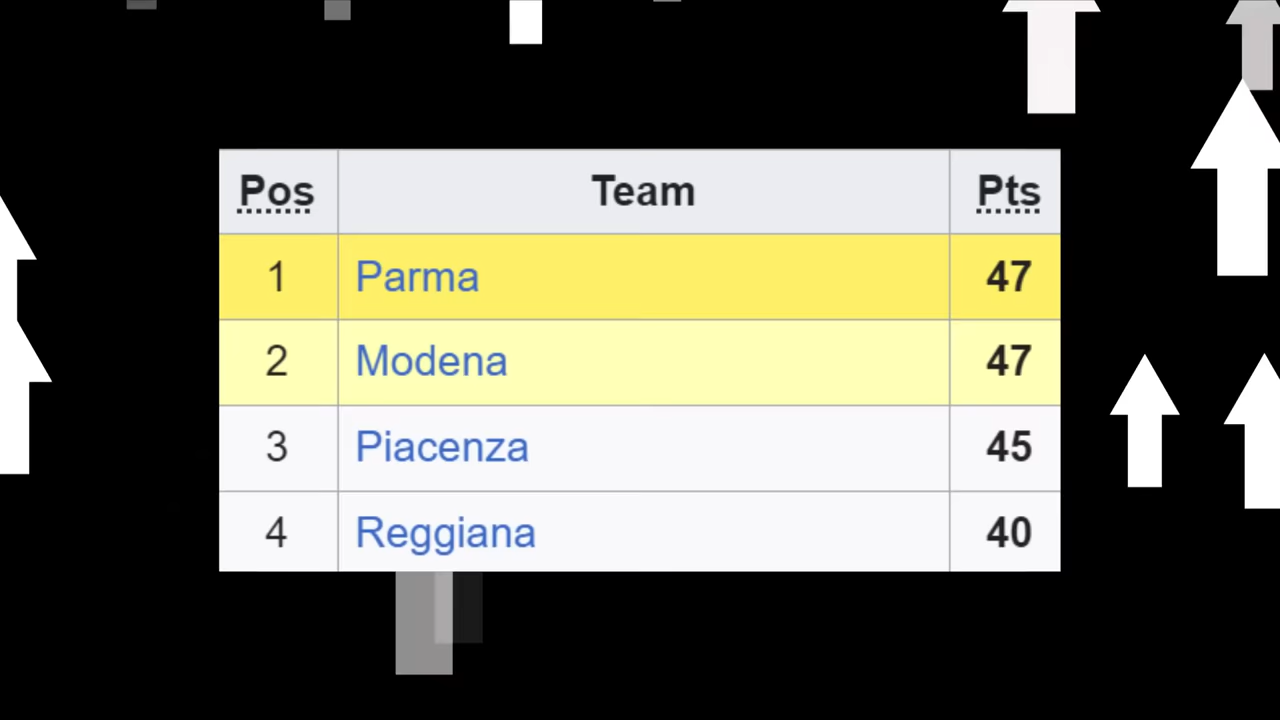 Pos Team Pts
1 Parma 47
2 Modena 47
3 Piacenza 45
4 Reggiana 40